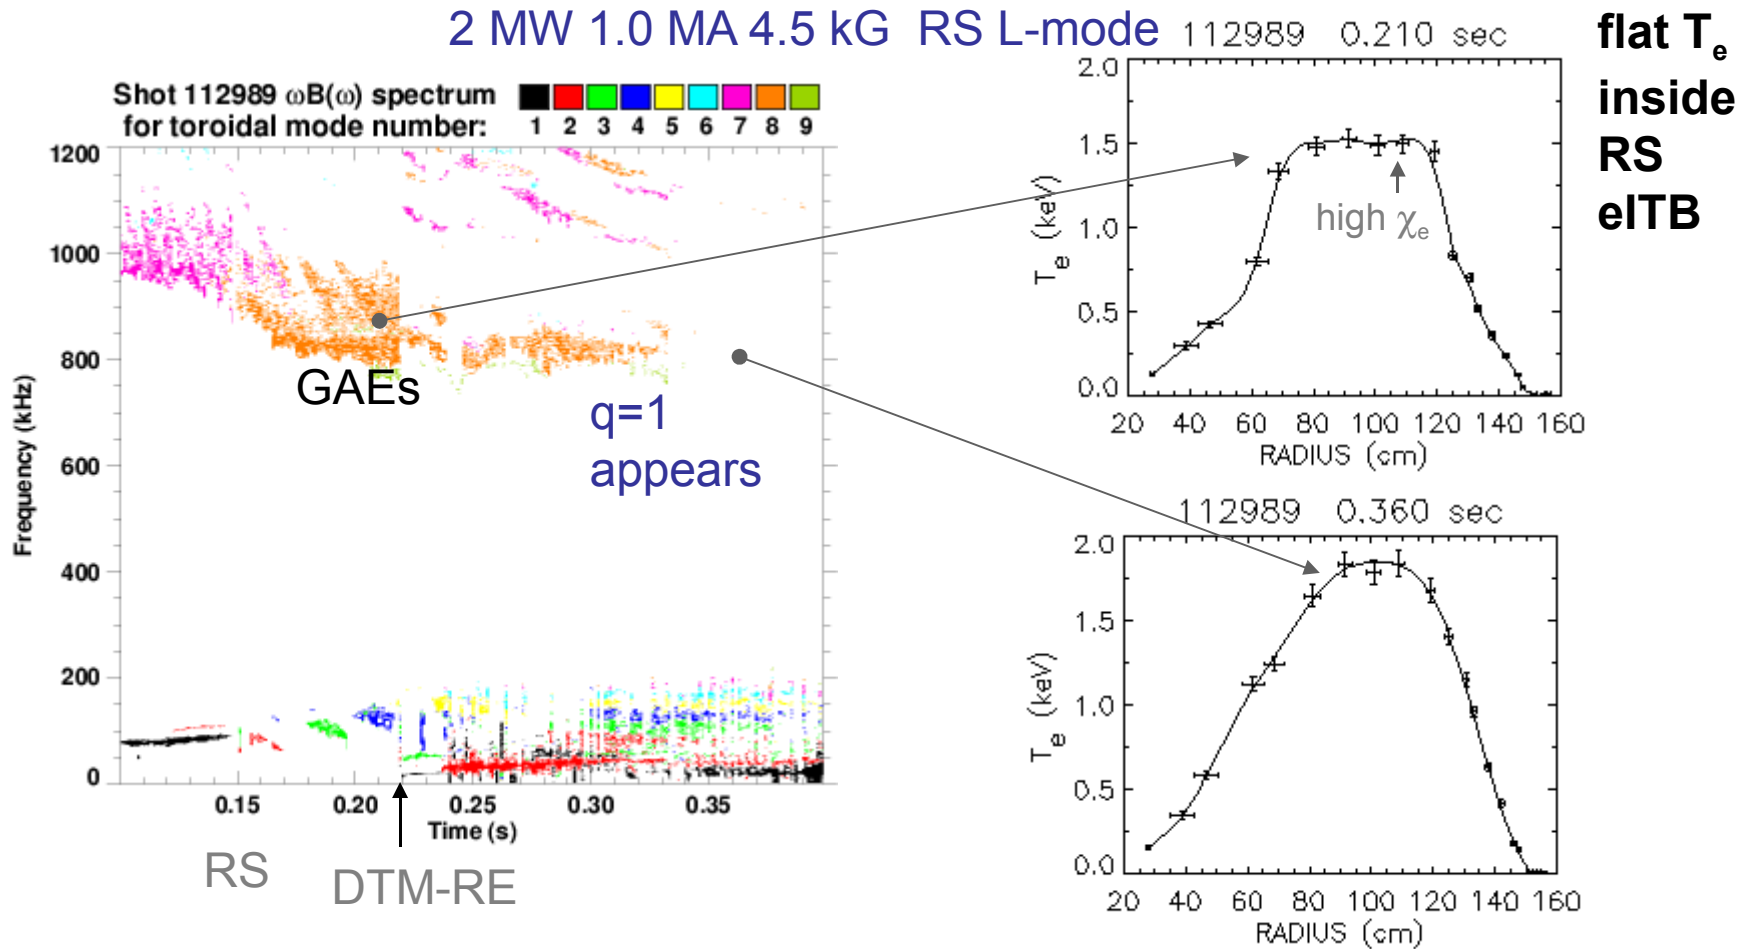 2 MW 1.0 MA 4.5 kG RS L-mode
Shot 112989 ωB(ω) spectrum
for toroidal mode number:
1 2 3 4 5 6 7 8 9
1200
1000
800
600
400
200
0
Frequency (kHz)
0.15 0.20 0.25 0.30 0.35
Time (s)
GAEs
q=1
appears
RS
DTM-RE
112989 0.210 sec
2.0
1.5
1.0
0.5
0.0
Te (keV)
high χe
20 40 60 80 100 120 140 160
RADIUS (cm)
112989 0.360 sec
2.0
1.5
1.0
0.5
0.0
Te (keV)
20 40 60 80 100 120 140 160
RADIUS (cm)
flat Te
inside
RS
eITB